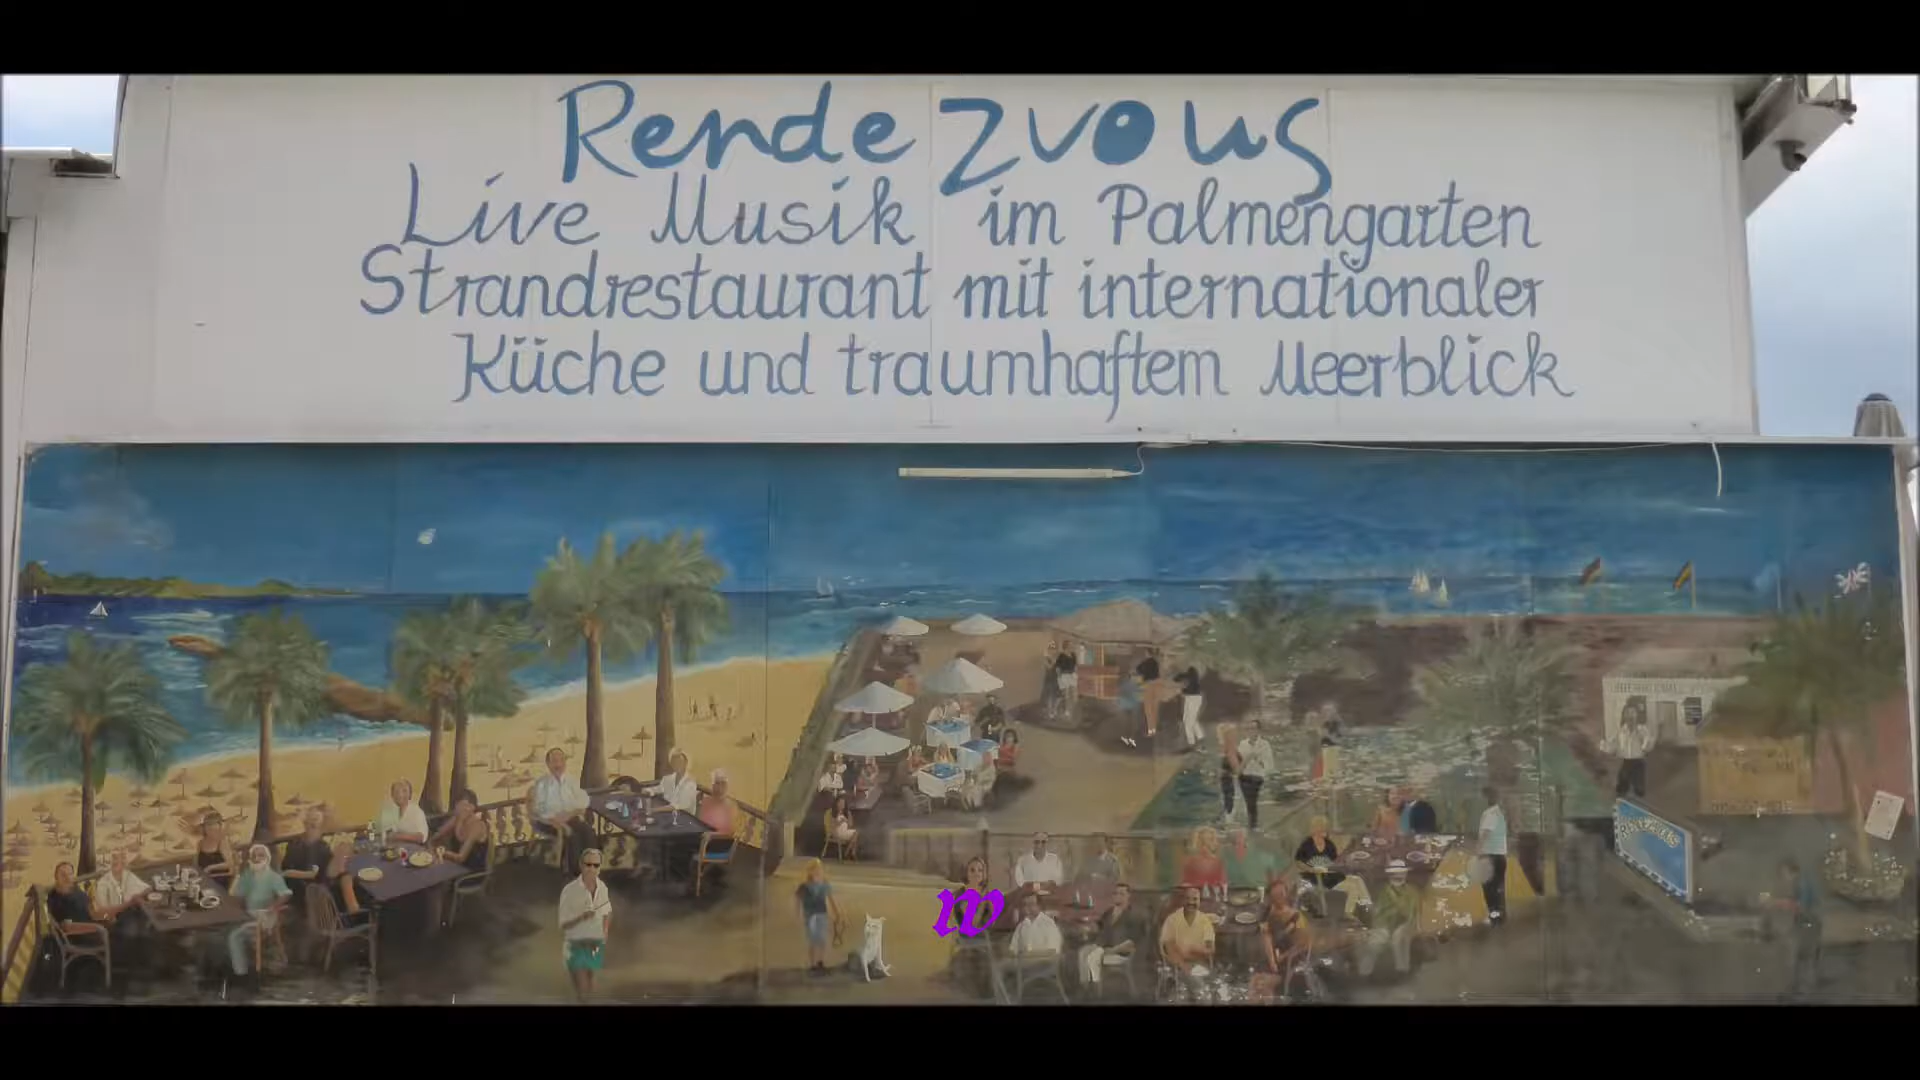 Rendezvous
Live Musik im Palmengarten
Strandrestaurant mit internationaler
Küche und traumhaftem Meerblick
w